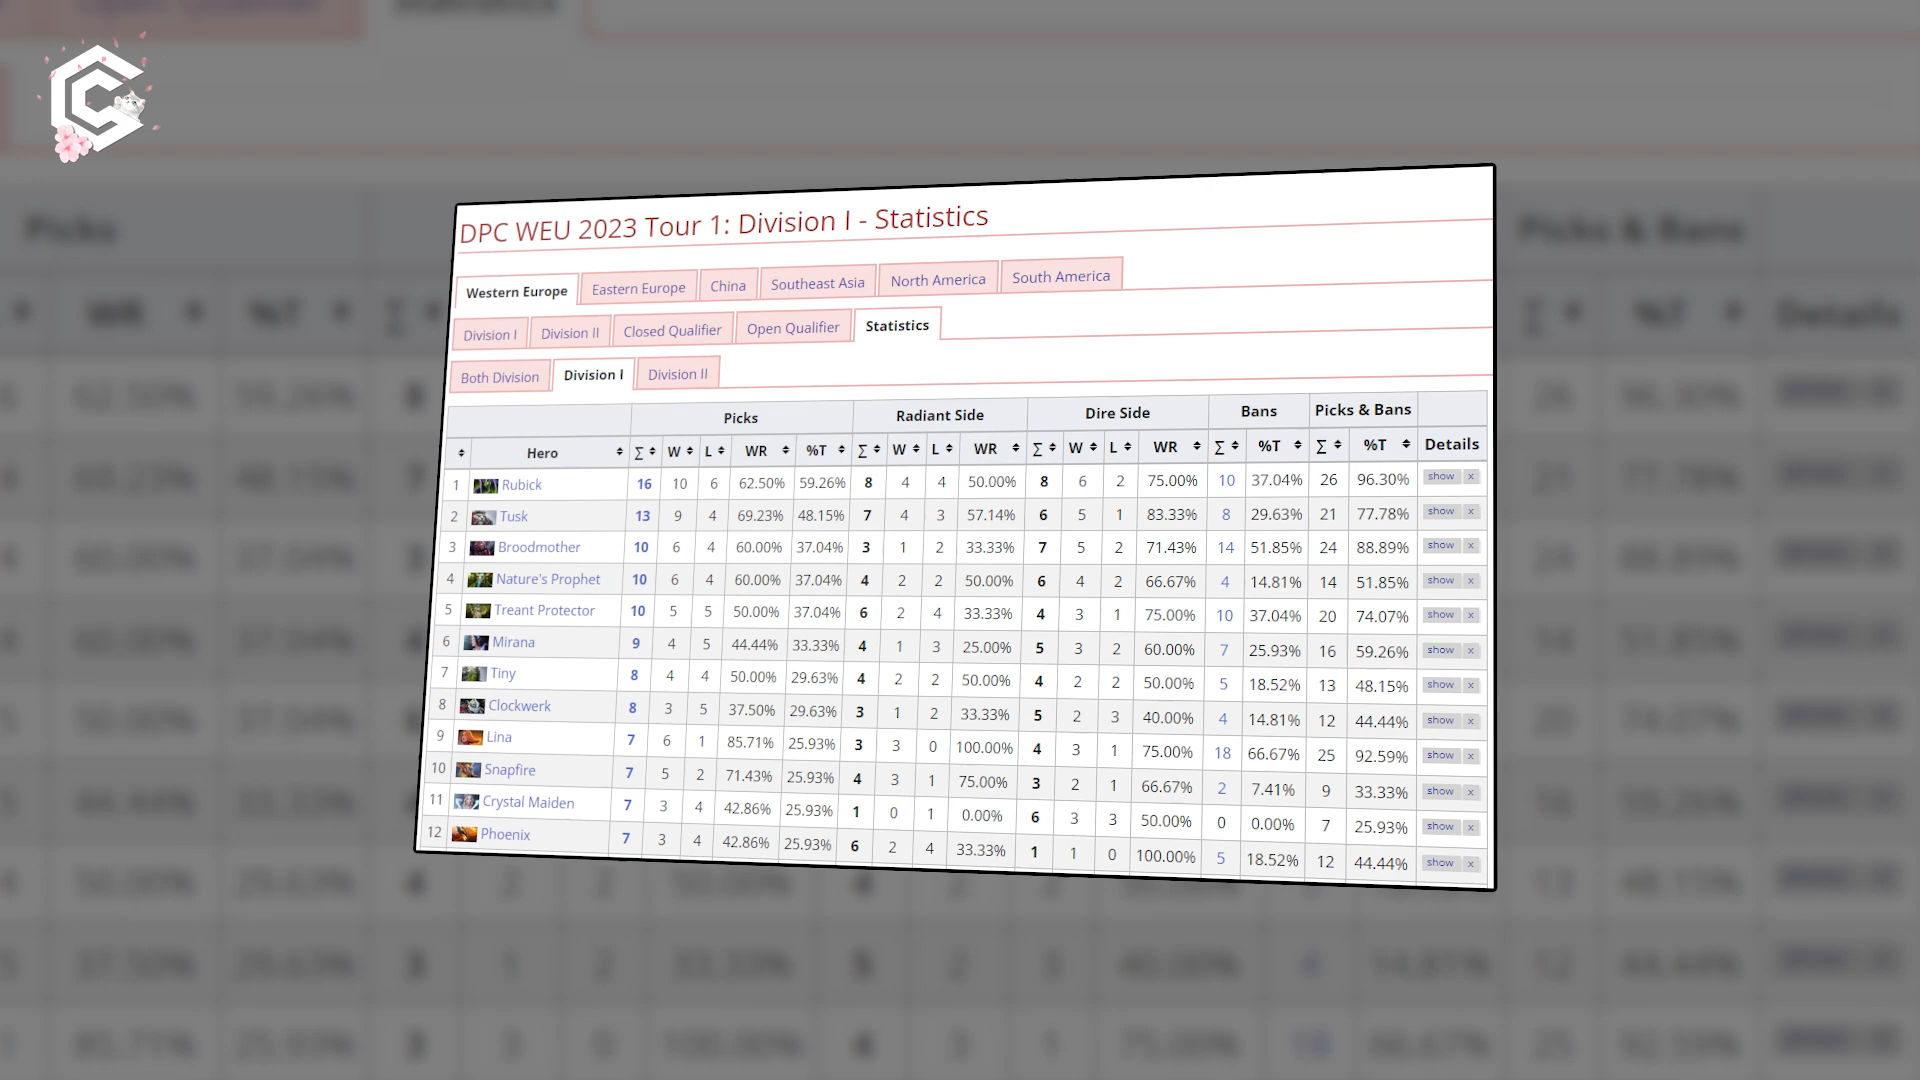 DPC WEU 2023 Tour 1: Division I - Statistics
Western Europe Eastern Europe China Southeast Asia North America South America
Division I Division II Closed Qualifier Open Qualifier Statistics
Both Division Division I Division II
Picks Radiant Side Dire Side Bans Picks & Bans
Hero ∑ W L WR %T ∑ W L WR ∑ W L WR ∑ %T ∑ %T Details
1 Rubick 16 10 6 62.50% 59.26% 8 4 4 50.00% 8 6 2 75.00% 10 37.04% 26 96.30% show x
2 Tusk 13 9 4 69.23% 48.15% 7 4 3 57.14% 6 5 1 83.33% 8 29.63% 21 77.78% show x
3 Broodmother 10 6 4 60.00% 37.04% 3 1 2 33.33% 7 5 2 71.43% 14 51.85% 24 88.89% show x
4 Nature's Prophet 10 6 4 60.00% 37.04% 4 2 2 50.00% 6 4 2 66.67% 4 14.81% 14 51.85% show x
5 Treant Protector 10 5 5 50.00% 37.04% 6 2 4 33.33% 4 3 1 75.00% 10 37.04% 20 74.07% show x
6 Mirana 9 4 5 44.44% 33.33% 4 1 3 25.00% 5 3 2 60.00% 7 25.93% 16 59.26% show x
7 Tiny 8 4 4 50.00% 29.63% 4 2 2 50.00% 4 2 2 50.00% 5 18.52% 13 48.15% show x
8 Clockwerk 8 3 5 37.50% 29.63% 3 1 2 33.33% 5 2 3 40.00% 4 14.81% 12 44.44% show x
9 Lina 7 6 1 85.71% 25.93% 3 3 0 100.00% 4 3 1 75.00% 18 66.67% 25 92.59% show x
10 Snapfire 7 5 2 71.43% 25.93% 4 3 1 75.00% 3 2 1 66.67% 2 7.41% 9 33.33% show x
11 Crystal Maiden 7 3 4 42.86% 25.93% 1 0 1 0.00% 6 3 3 50.00% 0 0.00% 7 25.93% show x
12 Phoenix 7 3 4 42.86% 25.93% 6 2 4 33.33% 1 1 0 100.00% 5 18.52% 12 44.44% show x